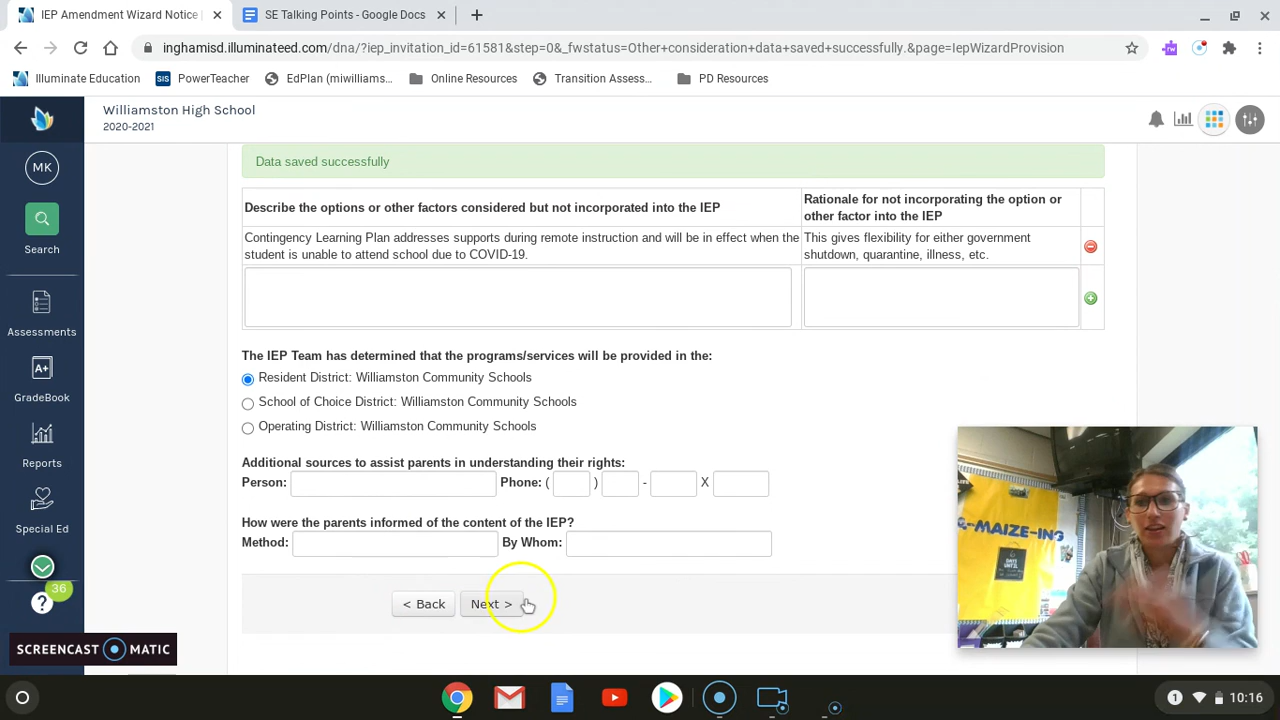 IEP Amendment Wizard Notice
SE Talking Points - Google Docs
inghamisd.illuminateed.com/dna/?iep_invitation_id=61581&step=0&_fwstatus=Other+consideration+data+saved+successfully.&page=IepWizardProvision
Illuminate Education
SIS PowerTeacher
EdPlan (miwilliams...
Online Resources
Transition Assess...
PD Resources
Williamston High School
2020-2021
MK
Search
Assessments
A+
GradeBook
Reports
Special Ed
36
?
Data saved successfully
Describe the options or other factors considered but not incorporated into the IEP
Rationale for not incorporating the option or
other factor into the IEP
Contingency Learning Plan addresses supports during remote instruction and will be in effect when the
student is unable to attend school due to COVID-19.
This gives flexibility for either government
shutdown, quarantine, illness, etc.
The IEP Team has determined that the programs/services will be provided in the:
Resident District: Williamston Community Schools
School of Choice District: Williamston Community Schools
Operating District: Williamston Community Schools
Additional sources to assist parents in understanding their rights:
Person: Phone: ( ) - X
How were the parents informed of the content of the IEP?
Method: By Whom:
< Back Next >
-MAIZE-ING
DAYS
UNTIL
SCREENCAST MATIC
1 10:16